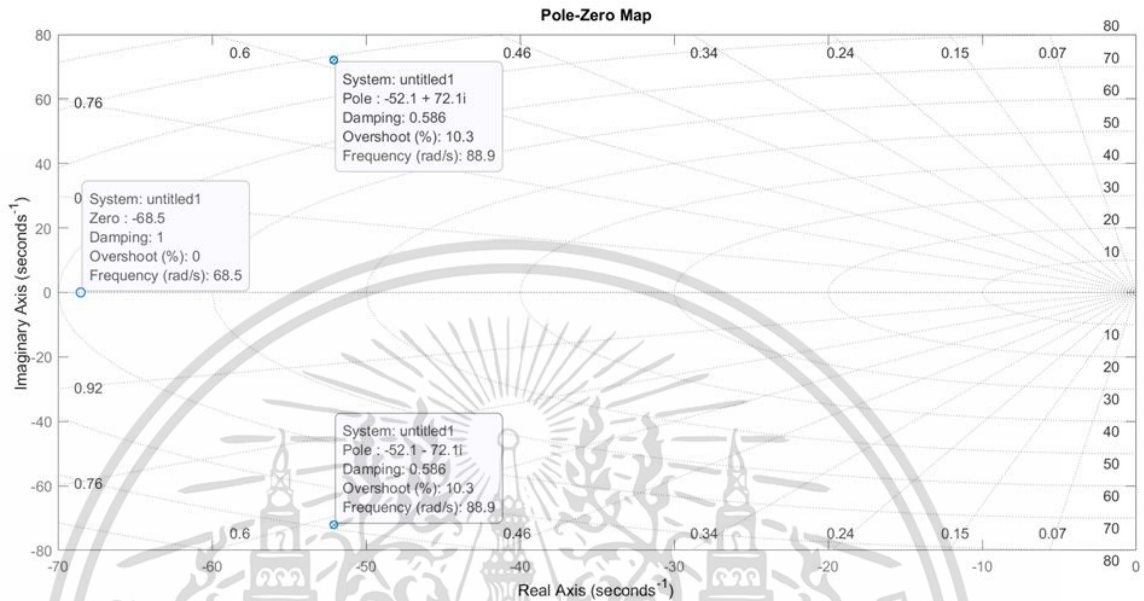 Pole-Zero Map
80
60
40
20
0
-20
-40
-60
-80
Imaginary Axis (seconds⁻¹)
0.6
0.46
0.34
0.24
0.15
0.07
80
70
60
50
40
30
20
10
10
20
30
40
50
60
70
80
0.76
0.92
0.76
0.6
0.46
0.34
0.24
0.15
0.07
System: untitled1
Pole : -52.1 + 72.1i
Damping: 0.586
Overshoot (%): 10.3
Frequency (rad/s): 88.9
System: untitled1
Zero : -68.5
Damping: 1
Overshoot (%): 0
Frequency (rad/s): 68.5
System: untitled1
Pole : -52.1 - 72.1i
Damping: 0.586
Overshoot (%): 10.3
Frequency (rad/s): 88.9
-70
-60
-50
-40
-30
-20
-10
0
Real Axis (seconds⁻¹)